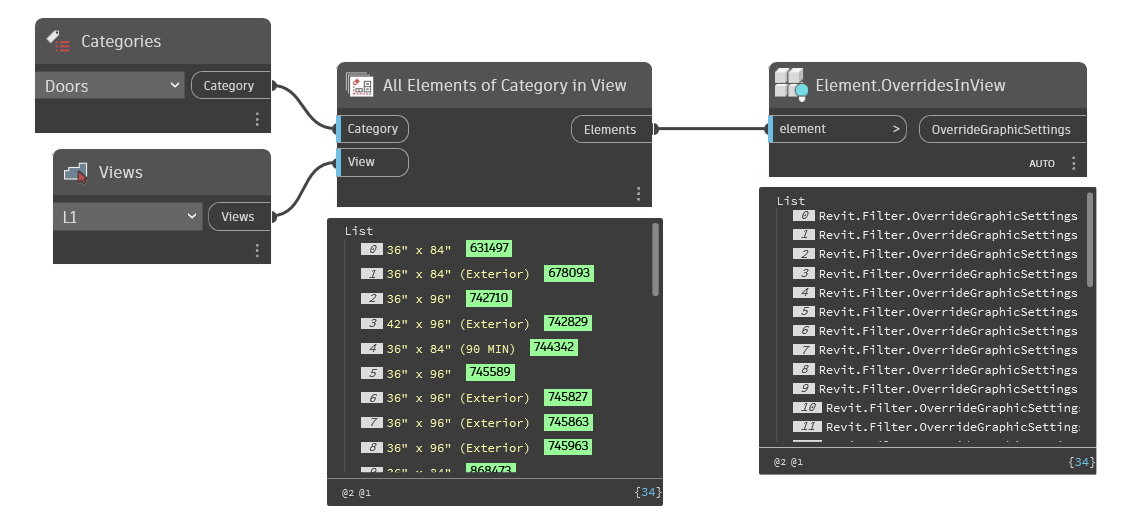 Categories
Doors
Category
Views
L1
Views
All Elements of Category in View
Category
Elements
View
List
0 36" x 84" 631497
1 36" x 84" (Exterior) 678093
2 36" x 96" 742710
3 42" x 96" (Exterior) 742829
4 36" x 84" (90 MIN) 744342
5 36" x 96" 745589
6 36" x 96" (Exterior) 745827
7 36" x 96" (Exterior) 745863
8 36" x 96" (Exterior) 745963
9 36" x 84" 868473
@2 @1
{34}
Element.OverridesInView
element >
OverrideGraphicSettings
AUTO
List
0 Revit.Filter.OverrideGraphicSettings
1 Revit.Filter.OverrideGraphicSettings
2 Revit.Filter.OverrideGraphicSettings
3 Revit.Filter.OverrideGraphicSettings
4 Revit.Filter.OverrideGraphicSettings
5 Revit.Filter.OverrideGraphicSettings
6 Revit.Filter.OverrideGraphicSettings
7 Revit.Filter.OverrideGraphicSettings
8 Revit.Filter.OverrideGraphicSettings
9 Revit.Filter.OverrideGraphicSettings
10 Revit.Filter.OverrideGraphicSettings
11 Revit.Filter.OverrideGraphicSettings
@2 @1
{34}